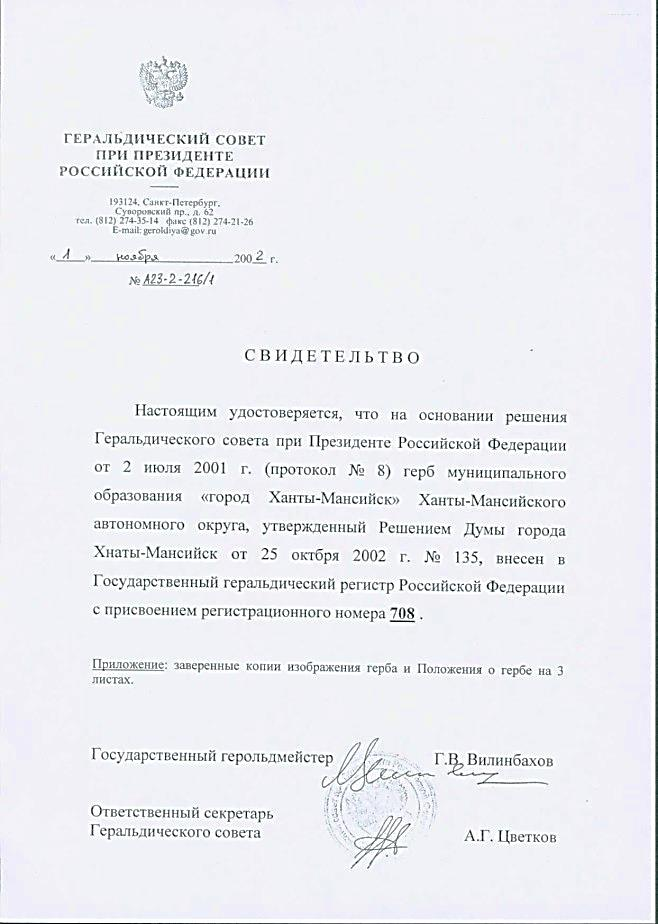 ГЕРАЛЬДИЧЕСКИЙ СОВЕТ
ПРИ ПРЕЗИДЕНТЕ
РОССИЙСКОЙ ФЕДЕРАЦИИ
193124, Санкт-Петербург,
Суворовский пр., д. 62
тел. (812) 274-35-14 факс (812) 274-21-26
E-mail: geroldiya@gov.ru
« 1 » ноября 2002 г.
№ А23-2-216/1
СВИДЕТЕЛЬСТВО
Настоящим удостоверяется, что на основании решения
Геральдического совета при Президенте Российской Федерации
от 2 июля 2001 г. (протокол № 8) герб муниципального
образования «город Ханты-Мансийск» Ханты-Мансийского
автономного округа, утвержденный Решением Думы города
Хнаты-Мансийск от 25 октбря 2002 г. № 135, внесен в
Государственный геральдический регистр Российской Федерации
с присвоением регистрационного номера 708 .
Приложение: заверенные копии изображения герба и Положения о гербе на 3
листах.
Государственный герольдмейстер Г.В. Вилинбахов
Ответственный секретарь
Геральдического совета А.Г. Цветков